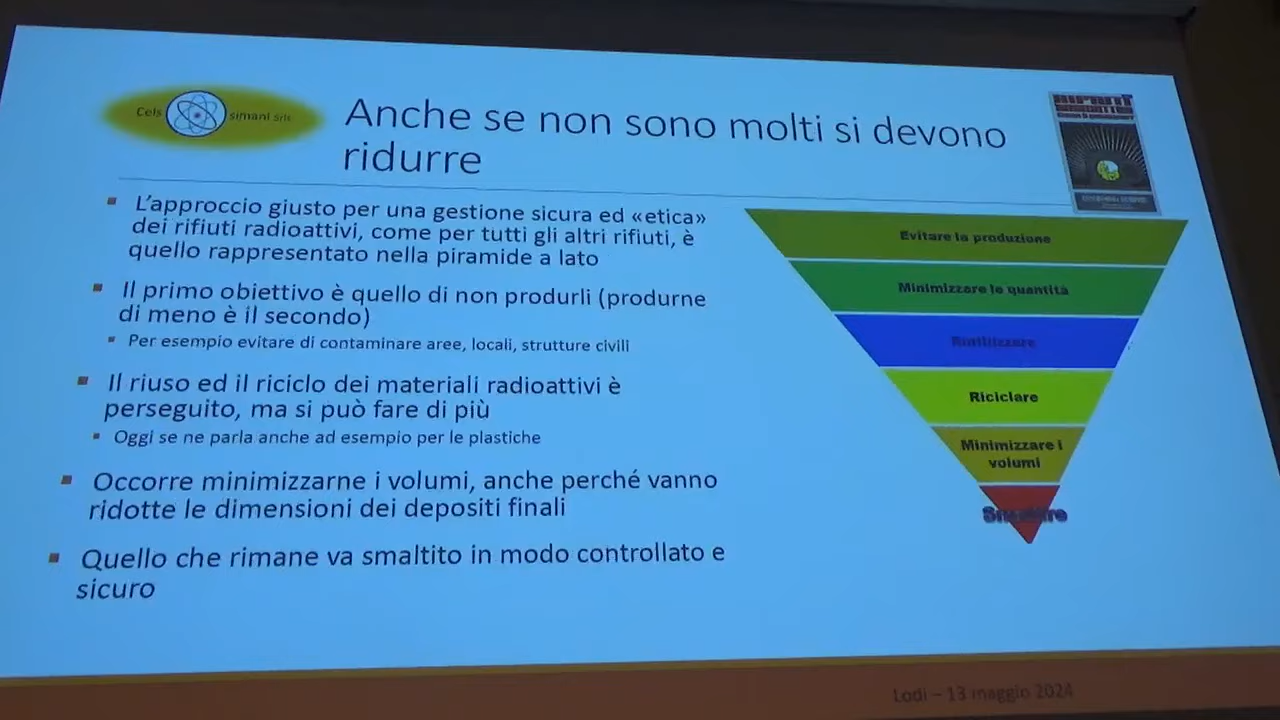 Cels
simani Srls
Anche se non sono molti si devono
ridurre
L'approccio giusto per una gestione sicura ed «etica»
dei rifiuti radioattivi, come per tutti gli altri rifiuti, è
quello rappresentato nella piramide a lato
Il primo obiettivo è quello di non produrli (produrne
di meno è il secondo)
Per esempio evitare di contaminare aree, locali, strutture civili
Il riuso ed il riciclo dei materiali radioattivi è
perseguito, ma si può fare di più
Oggi se ne parla anche ad esempio per le plastiche
Occorre minimizzarne i volumi, anche perché vanno
ridotte le dimensioni dei depositi finali
Quello che rimane va smaltito in modo controllato e
sicuro
Evitare la produzione
Minimizzare le quantità
Riutilizzare
Riciclare
Minimizzare i
volumi
Smaltire
Lodi – 13 maggio 2024